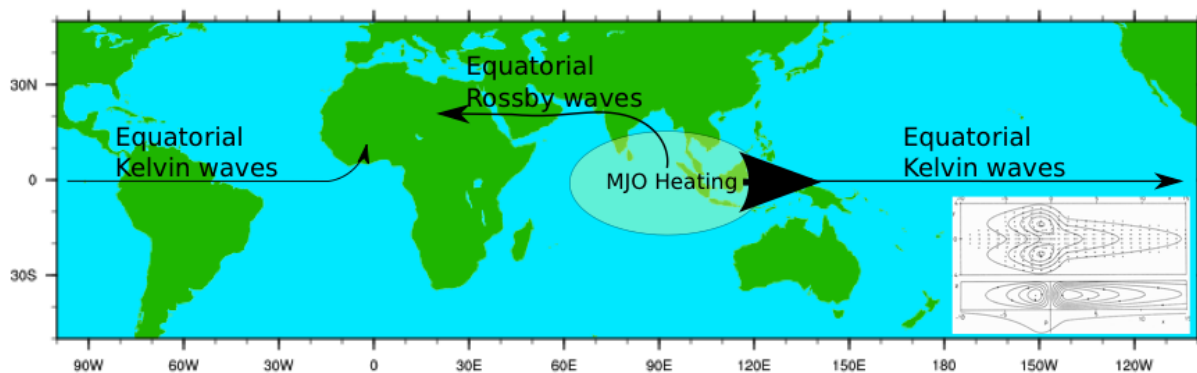 Equatorial
Rossby waves
Equatorial
Kelvin waves
Equatorial
Kelvin waves
MJO Heating
30N
0
30S
90W 60W 30W 0 30E 60E 90E 120E 150E 180 150W 120W